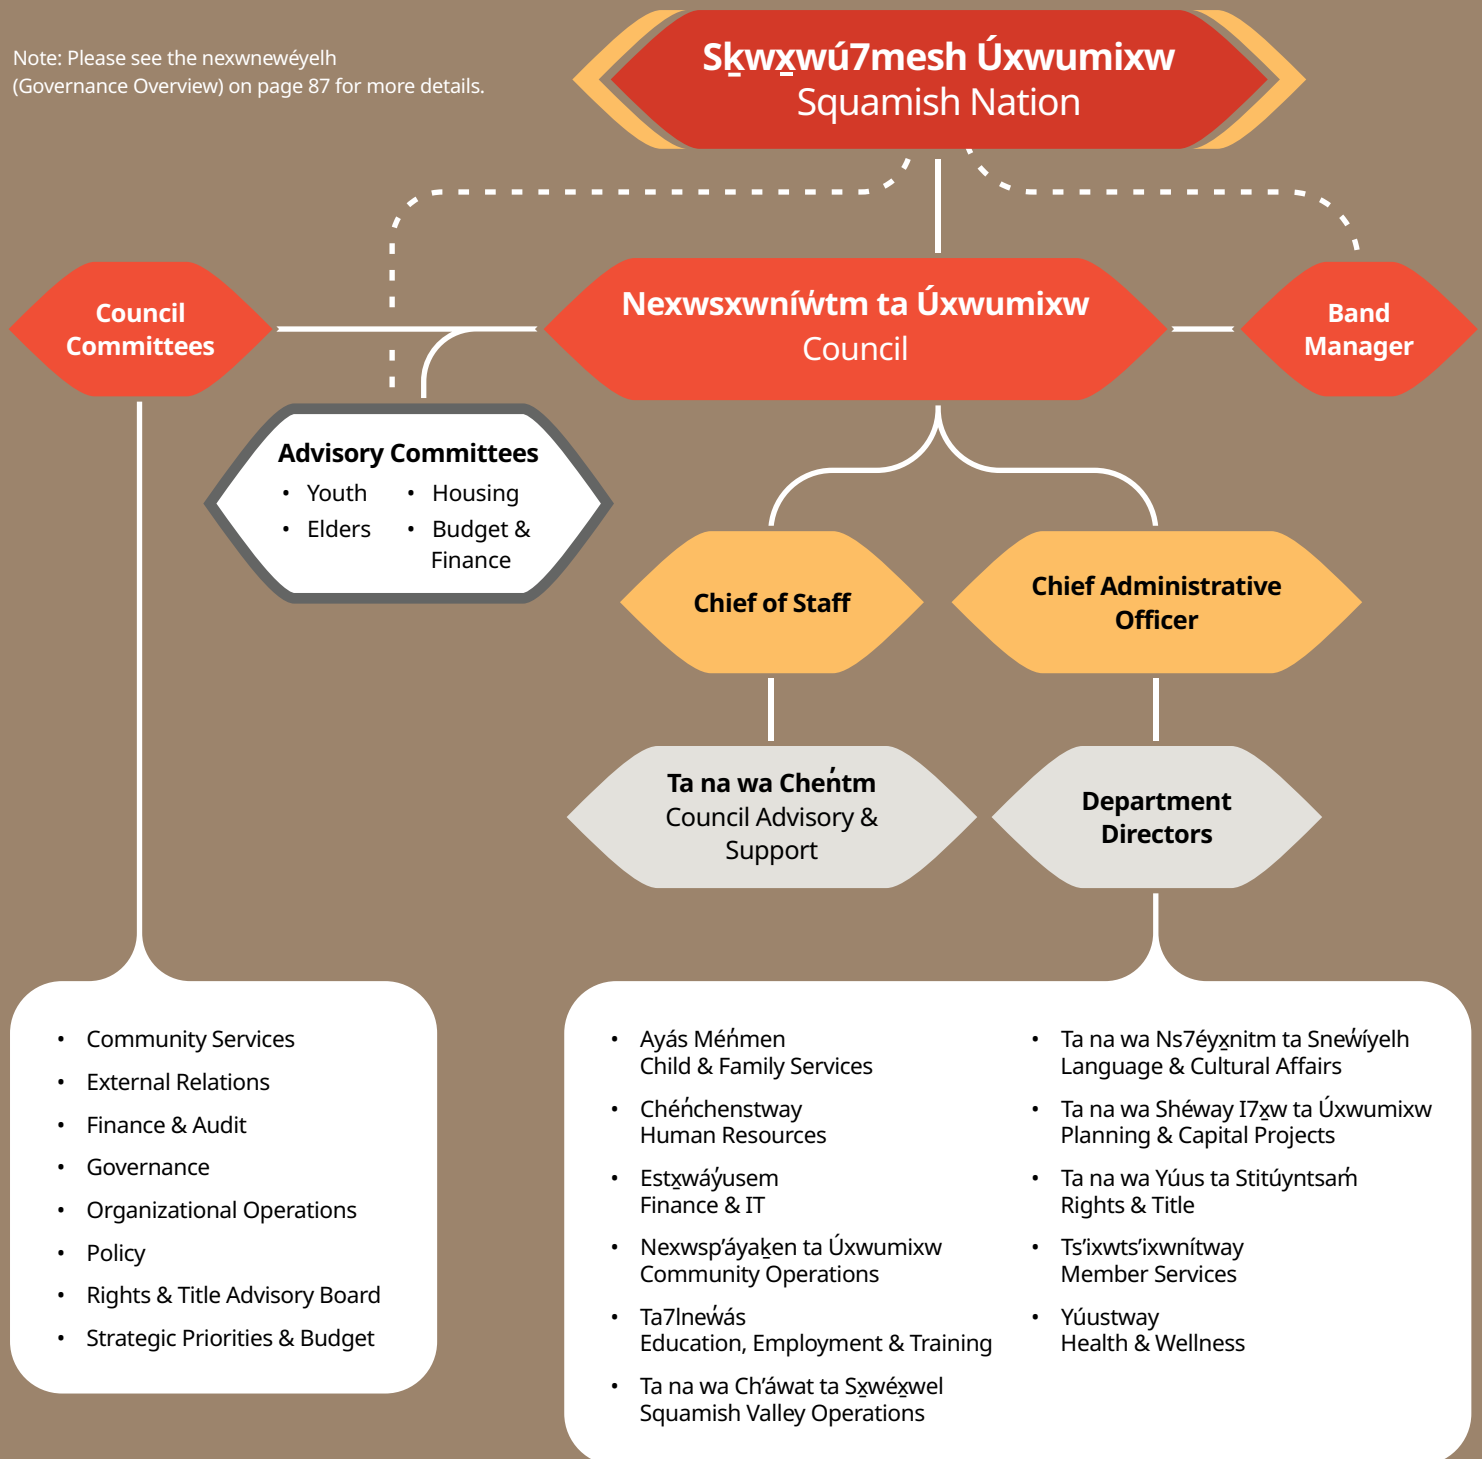 Note: Please see the nexwnewéyelh
(Governance Overview) on page 87 for more details.
Sḵwx̱wú7mesh Úxwumixw
Squamish Nation
Council
Committees
Nexwsxwníw̓tm ta Úxwumixw
Council
Band
Manager
Advisory Committees
• Youth
• Elders
• Housing
• Budget &
Finance
Chief of Staff
Chief Administrative
Officer
Ta na wa Chen̓tm
Council Advisory &
Support
Department
Directors
• Community Services
• External Relations
• Finance & Audit
• Governance
• Organizational Operations
• Policy
• Rights & Title Advisory Board
• Strategic Priorities & Budget
• Ayás Mén̓men
Child & Family Services
• Chén̓chenstway
Human Resources
• Estx̱wáy̓usem
Finance & IT
• Nexwsp’áyaḵen ta Úxwumixw
Community Operations
• Ta7lnew̓ás
Education, Employment & Training
• Ta na wa Ch’áwat ta Sx̱wéx̱wel
Squamish Valley Operations
• Ta na wa Ns7éyx̱nitm ta Snew̓íyelh
Language & Cultural Affairs
• Ta na wa Shéway I7x̱w ta Úxwumixw
Planning & Capital Projects
• Ta na wa Yúus ta Stitúyntsam̓
Rights & Title
• Ts’ixwts’ixwnítway
Member Services
• Yúustway
Health & Wellness